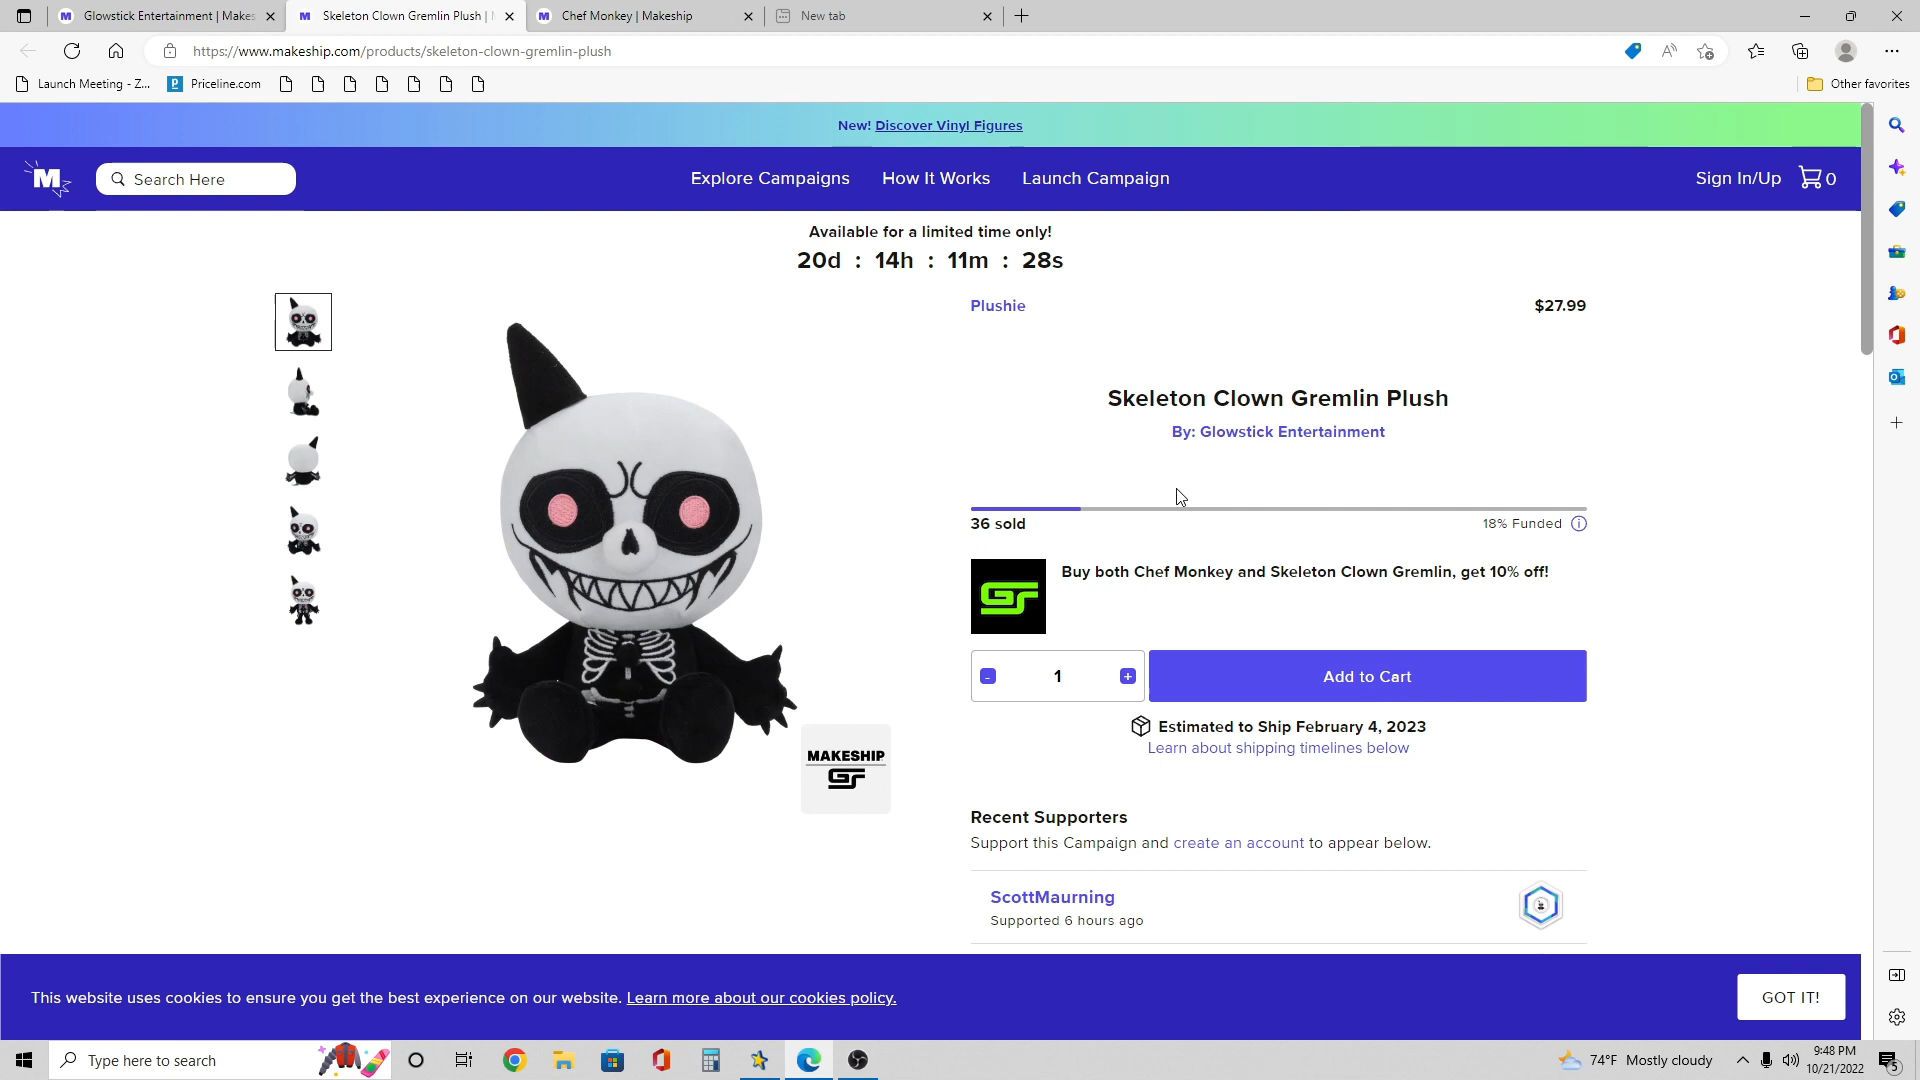 Glowstick Entertainment | Makes
Skeleton Clown Gremlin Plush |
Chef Monkey | Makeship
New tab
https://www.makeship.com/products/skeleton-clown-gremlin-plush
Launch Meeting - Z...
Priceline.com
Other favorites
New! Discover Vinyl Figures
M
Search Here
Explore Campaigns
How It Works
Launch Campaign
Sign In/Up
0
Available for a limited time only!
20d : 14h : 11m : 28s
Plushie
$27.99
Skeleton Clown Gremlin Plush
By: Glowstick Entertainment
36 sold
18% Funded
GF
Buy both Chef Monkey and Skeleton Clown Gremlin, get 10% off!
- 1 +
Add to Cart
Estimated to Ship February 4, 2023
Learn about shipping timelines below
MAKESHIP
GF
Recent Supporters
Support this Campaign and create an account to appear below.
ScottMaurning
Supported 6 hours ago
This website uses cookies to ensure you get the best experience on our website. Learn more about our cookies policy.
GOT IT!
Type here to search
74°F Mostly cloudy
9:48 PM
10/21/2022
5